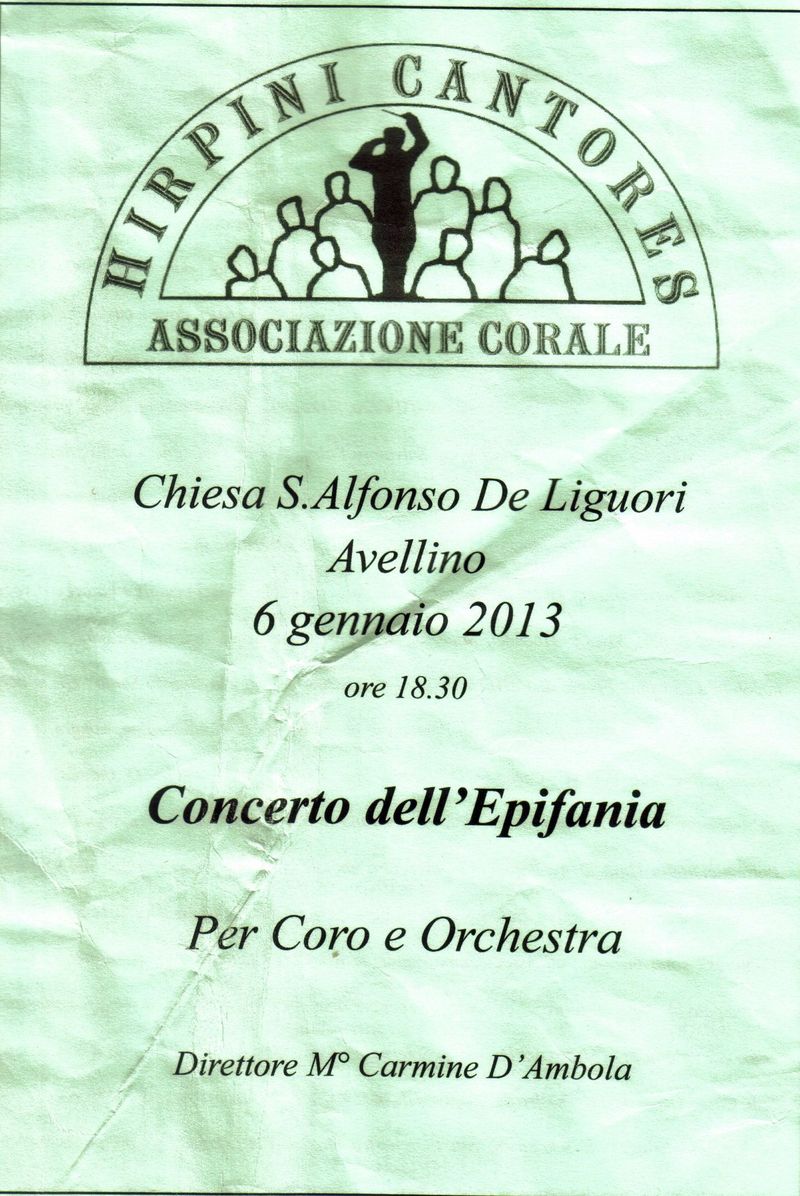 HIRPINI CANTORES
ASSOCIAZIONE CORALE
Chiesa S.Alfonso De Liguori
Avellino
6 gennaio 2013
ore 18.30
Concerto dell’Epifania
Per Coro e Orchestra
Direttore M° Carmine D’Ambola